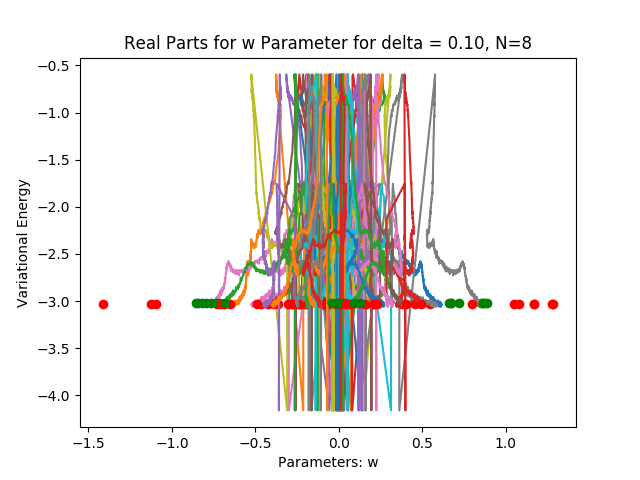 Real Parts for w Parameter for delta = 0.10, N=8
−0.5
−1.0
−1.5
−2.0
−2.5
−3.0
−3.5
−4.0
Variational Energy
−1.5 −1.0 −0.5 0.0 0.5 1.0
Parameters: w